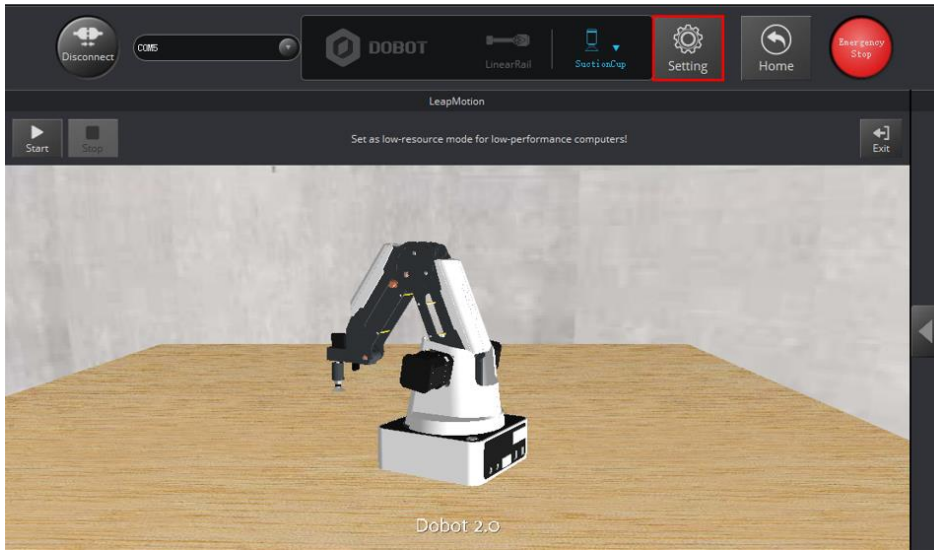 Disconnect
COM5
DOBOT
LinearRail
SuctionCup
Setting
Home
Emergency
Stop
LeapMotion
Start
Stop
Set as low-resource mode for low-performance computers!
Exit
Dobot 2.0